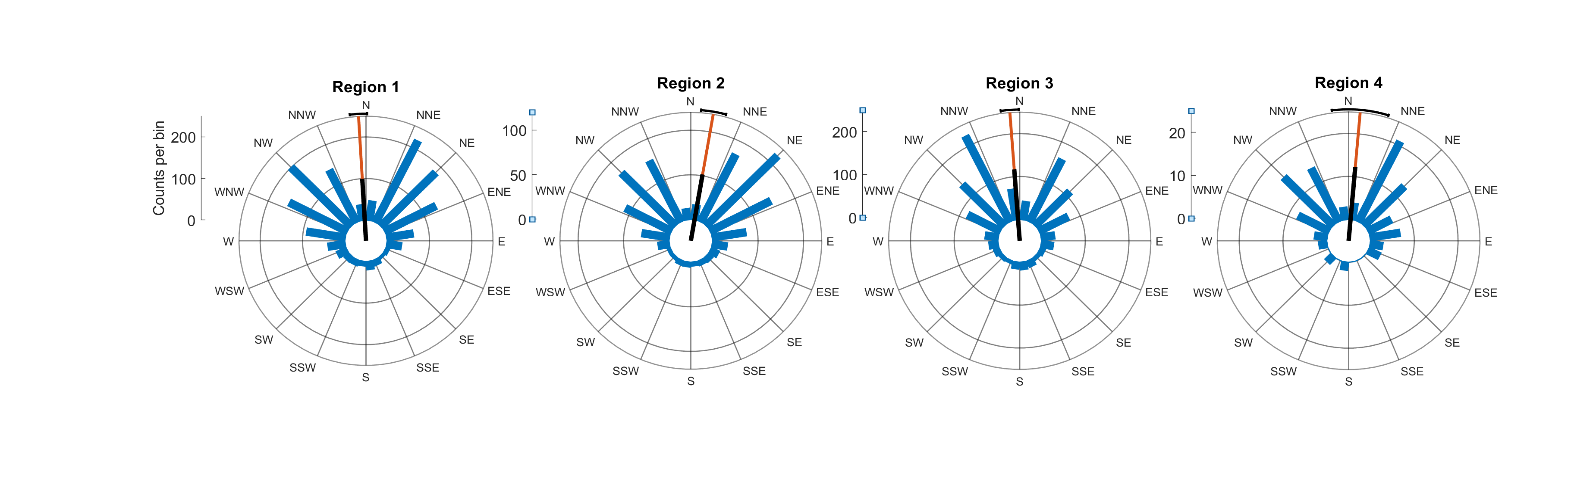 Region 1
N
NNE
NE
ENE
E
ESE
SE
SSE
S
SSW
SW
WSW
W
WNW
NW
NNW
Counts per bin
200
100
0
Region 2
N
NNE
NE
ENE
E
ESE
SE
SSE
S
SSW
SW
WSW
W
WNW
NW
NNW
100
50
0
Region 3
N
NNE
NE
ENE
E
ESE
SE
SSE
S
SSW
SW
WSW
W
WNW
NW
NNW
200
100
0
Region 4
N
NNE
NE
ENE
E
ESE
SE
SSE
S
SSW
SW
WSW
W
WNW
NW
NNW
20
10
0